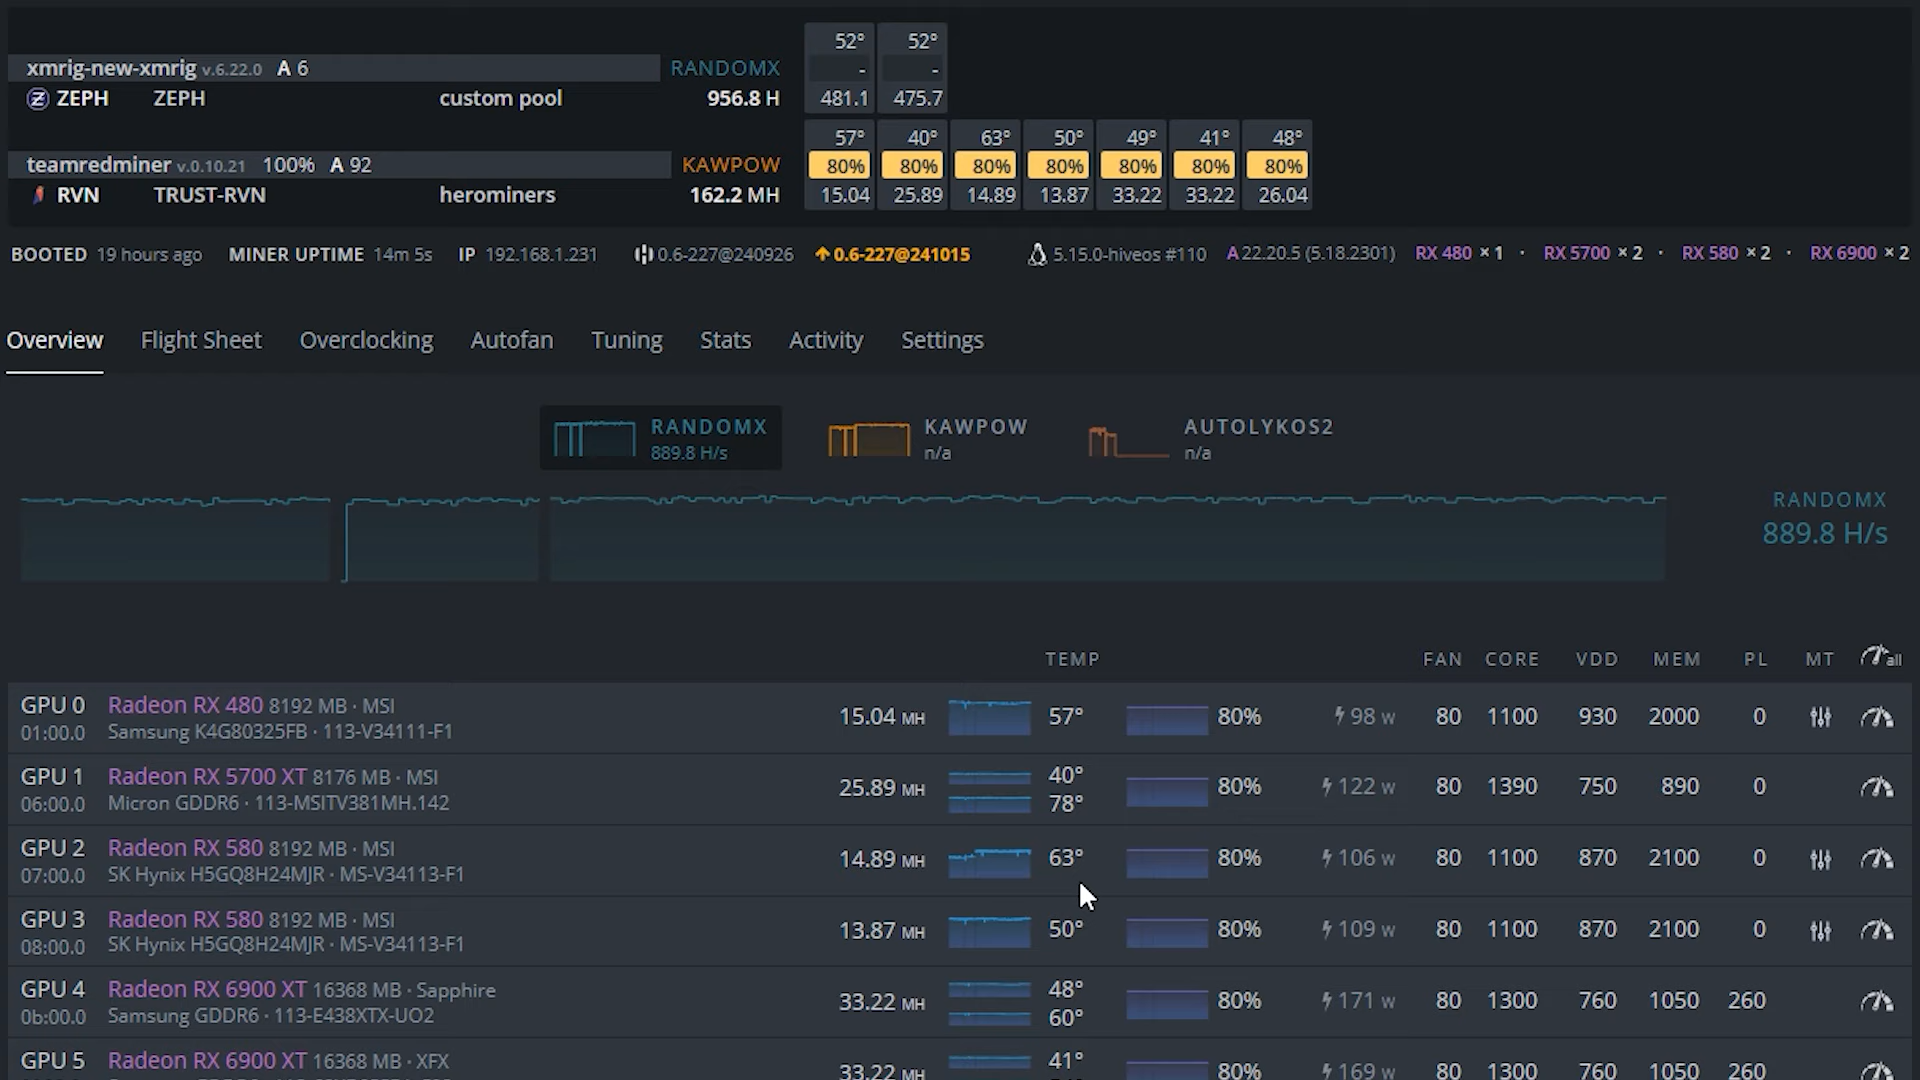 52° 52°
xmrig-new-xmrig v.6.22.0 A 6 RANDOMX - -
ZEPH ZEPH custom pool 956.8 H 481.1 475.7
57° 40° 63° 50° 49° 41° 48°
teamredminer v.0.10.21 100% A 92 KAWPOW 80% 80% 80% 80% 80% 80% 80%
RVN TRUST-RVN herominers 162.2 MH 15.04 25.89 14.89 13.87 33.22 33.22 26.04
BOOTED 19 hours ago MINER UPTIME 14m 5s IP 192.168.1.231 0.6-227@240926 0.6-227@241015 5.15.0-hiveos #110 A 22.20.5 (5.18.2301) RX 480 × 1 · RX 5700 × 2 · RX 580 × 2 · RX 6900 × 2
Overview Flight Sheet Overclocking Autofan Tuning Stats Activity Settings
RANDOMX KAWPOW AUTOLYKOS2
889.8 H/s n/a n/a
RANDOMX
889.8 H/s
TEMP FAN CORE VDD MEM PL MT all
GPU 0 Radeon RX 480 8192 MB · MSI
01:00.0 Samsung K4G80325FB · 113-V34111-F1
15.04 MH 57° 80% 98 W 80 1100 930 2000 0
GPU 1 Radeon RX 5700 XT 8176 MB · MSI
06:00.0 Micron GDDR6 · 113-MSITV381MH.142
25.89 MH 40° 78° 80% 122 W 80 1390 750 890 0
GPU 2 Radeon RX 580 8192 MB · MSI
07:00.0 SK Hynix H5GQ8H24MJR · MS-V34113-F1
14.89 MH 63° 80% 106 W 80 1100 870 2100 0
GPU 3 Radeon RX 580 8192 MB · MSI
08:00.0 SK Hynix H5GQ8H24MJR · MS-V34113-F1
13.87 MH 50° 80% 109 W 80 1100 870 2100 0
GPU 4 Radeon RX 6900 XT 16368 MB · Sapphire
0b:00.0 Samsung GDDR6 · 113-E438XTX-UO2
33.22 MH 48° 60° 80% 171 W 80 1300 760 1050 260
GPU 5 Radeon RX 6900 XT 16368 MB · XFX
33.22 MH 41° 80% 169 W 80 1300 760 1050 260